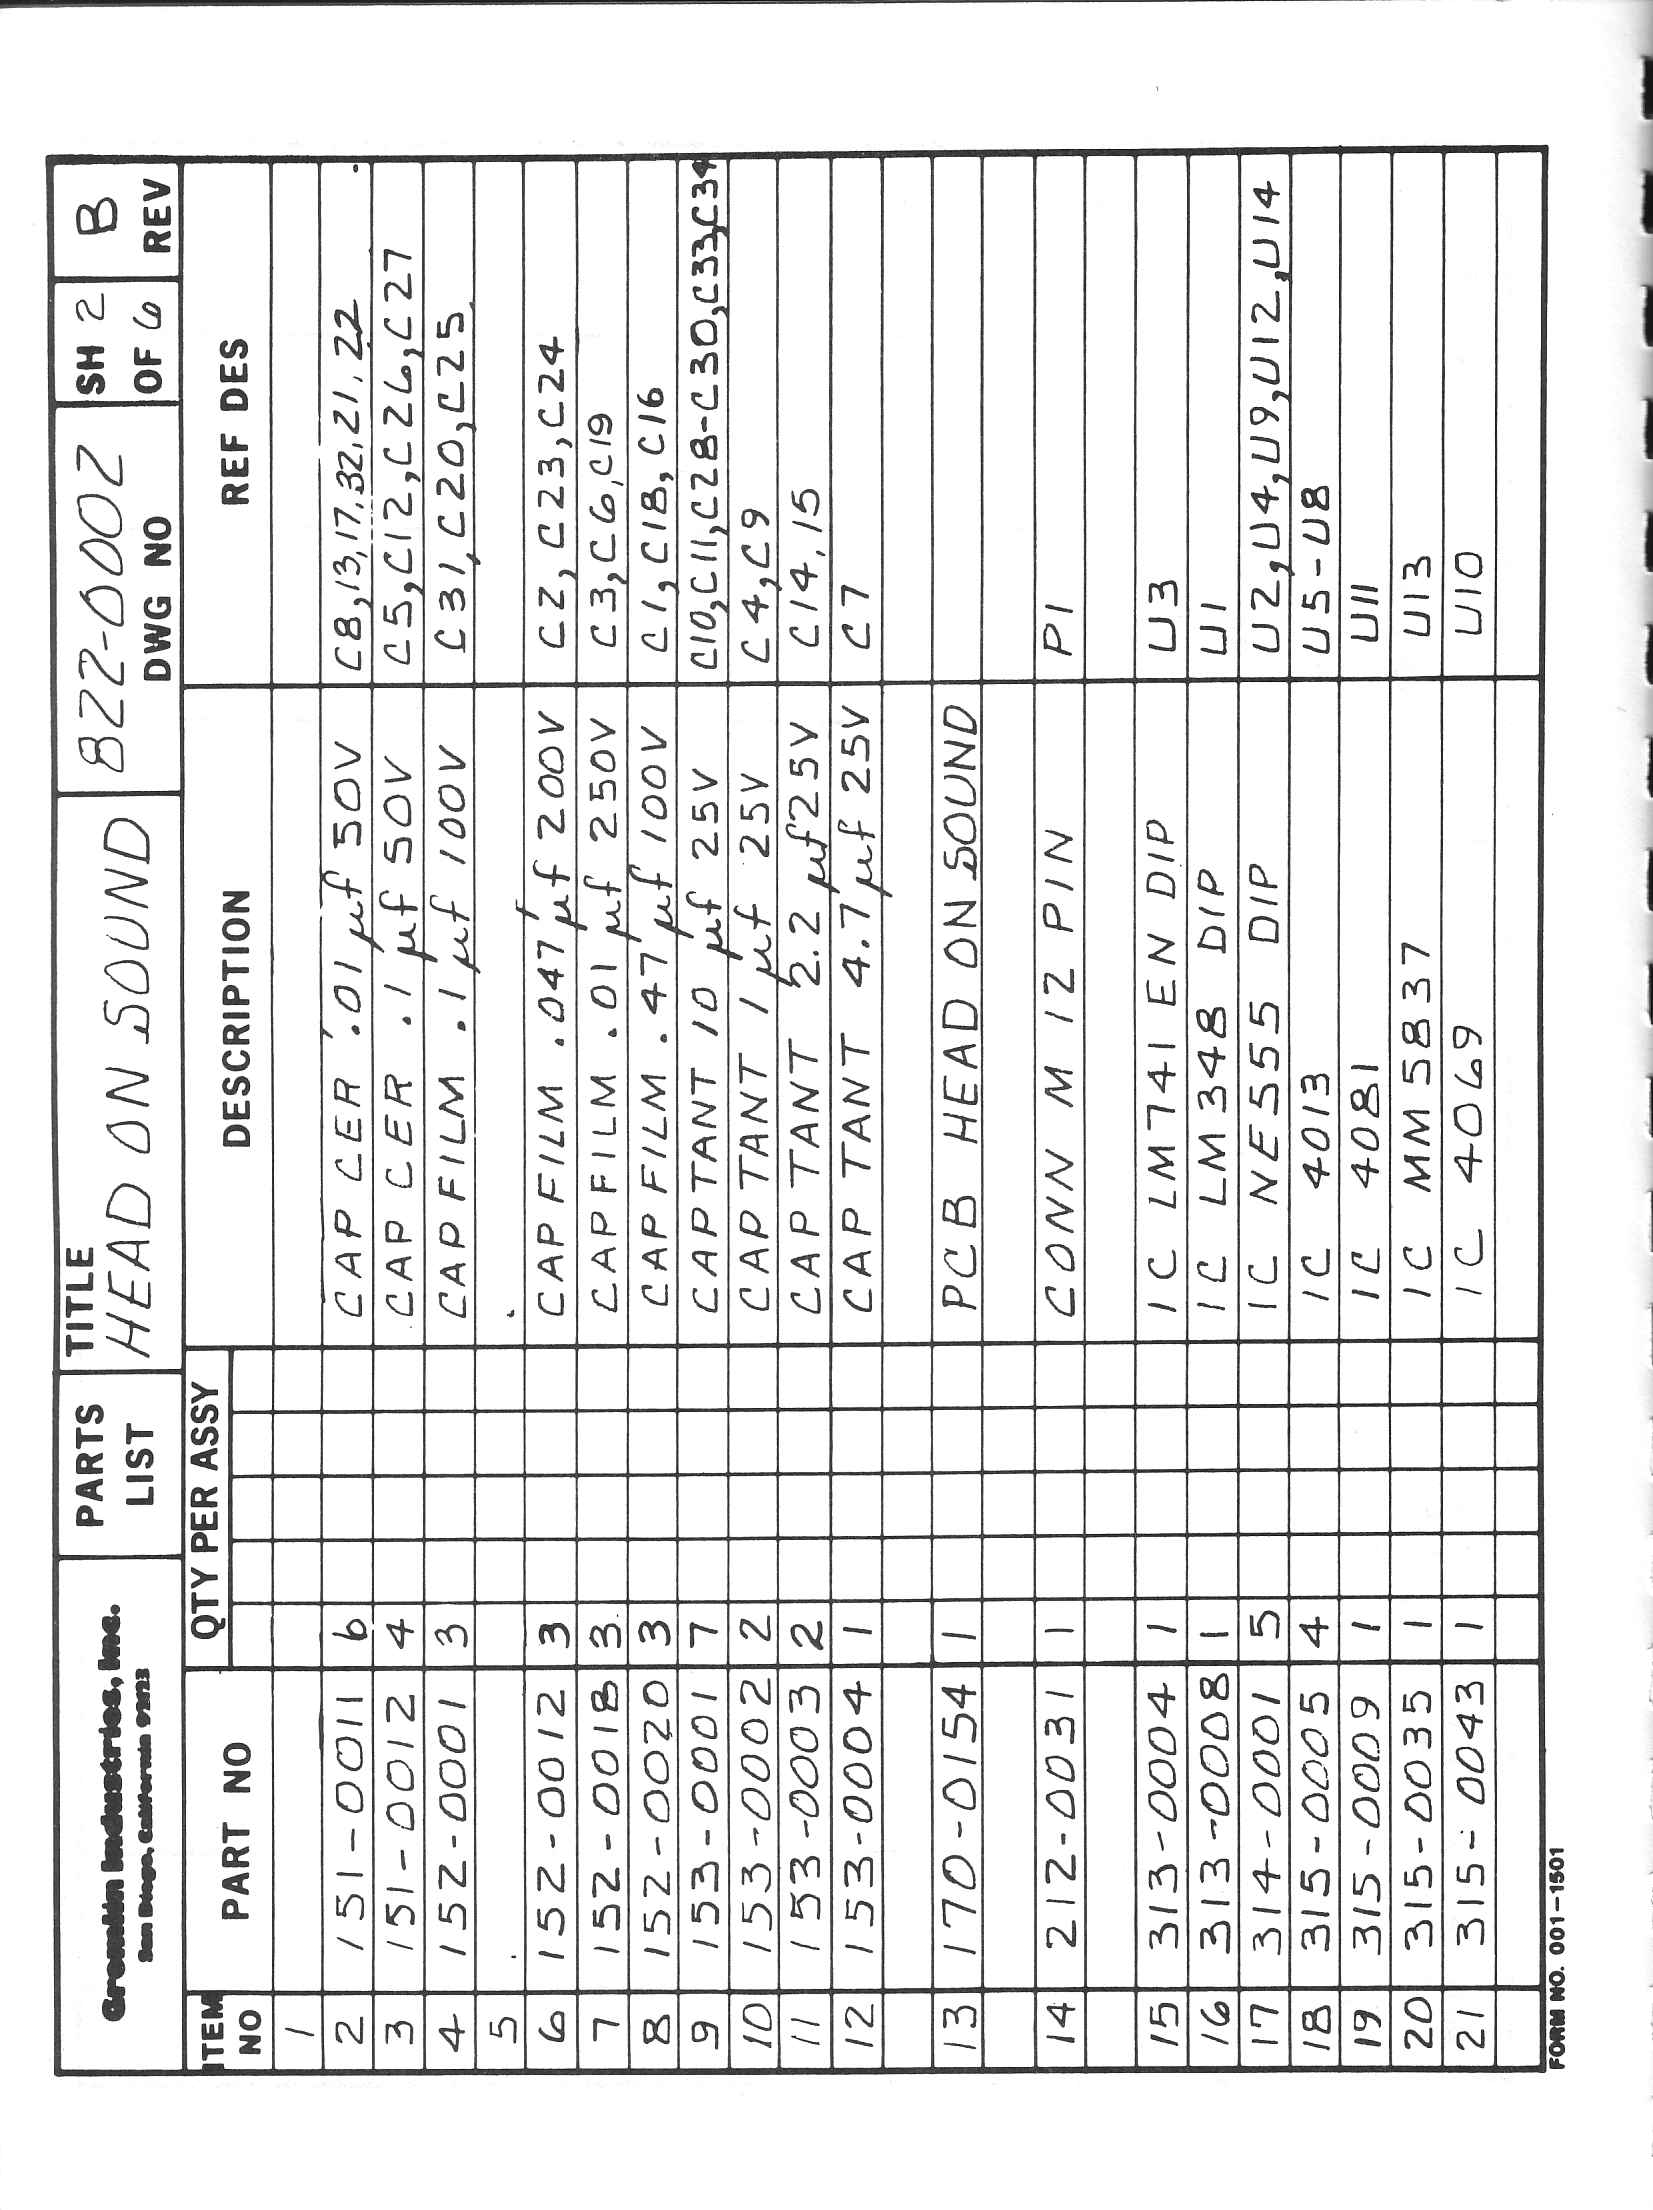 Gremlin Industries, Inc.
San Diego, California 92123
PARTS LIST
TITLE
HEAD ON SOUND
822-0002
DWG NO
SH 2
OF 6
B
REV
ITEM NO PART NO QTY PER ASSY DESCRIPTION REF DES
1
2 151-0011 6 CAP CER .01 µf 50V C8,13,17,32,21,22
3 151-0012 4 CAP CER .1 µf 50V C5,C12,C26,C27
4 152-0001 3 CAP FILM .1 µf 100V C31,C20,C25
5
6 152-0012 3 CAP FILM .047 µf 200V C2,C23,C24
7 152-0018 3 CAP FILM .01 µf 250V C3,C6,C19
8 152-0020 3 CAP FILM .47 µf 100V C1,C18,C16
9 153-0001 7 CAP TANT 10 µf 25V C10,C11,C28-C30,C33,C34
10 153-0002 2 CAP TANT 1 µf 25V C4,C9
11 153-0003 2 CAP TANT 2.2 µf 25V C14,15
12 153-0004 1 CAP TANT 4.7 µf 25V C7
13 170-0154 1 PCB HEAD ON SOUND
14 212-0031 1 CONN M 12 PIN P1
15 313-0004 1 IC LM741 EN DIP U3
16 313-0008 1 IC LM348 DIP U1
17 314-0001 5 IC NE555 DIP U2,U4,U9,U12,U14
18 315-0005 4 IC 4013 U5-U8
19 315-0009 1 IC 4081 U11
20 315-0035 1 IC MM5837 U13
21 315-0043 1 IC 4069 U10
FORM NO. 001-1501